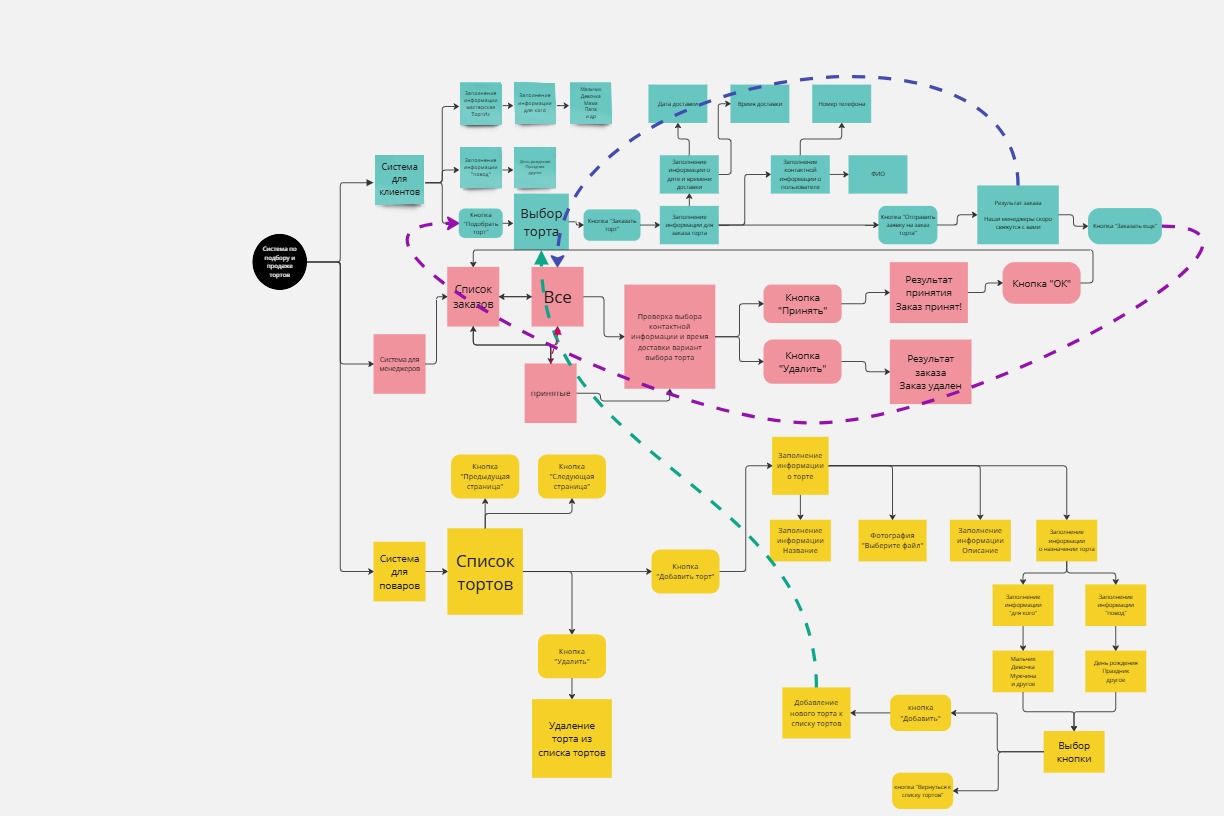 Система по
подбору и
продаже
тортов
Система
для
клиентов
Заполнение
информации
мастерская
Заполнение
информации
для кого
Мальчик
Девочка
Мама
Папа
и др
Заполнение
информации
"повод"
День рождения
Праздник
другое
Кнопка
"Подобрать
торт"
Выбор
торта
Кнопка "Заказать
торт"
Заполнение
информации для
заказа торта
Заполнение
информации о
дате и времени
доставки
Дата доставки
Время доставки
Заполнение
контактной
информации о
пользователе
Номер телефона
ФИО
Кнопка "Отправить
заявку на заказ
торта"
Результат заказа
Наши менеджеры скоро
свяжутся с вами
Кнопка "Заказать еще"
Система для
менеджеров
Список
заказов
Все
принятые
Проверка выбора
контактной
информации и время
доставки вариант
выбора торта
Кнопка
"Принять"
Результат
принятия
Заказ принят!
Кнопка "ОК"
Кнопка
"Удалить"
Результат
заказа
Заказ удален
Система
для
поваров
Список
тортов
Кнопка
"Предыдущая
страница"
Кнопка
"Следующая
страница"
Кнопка
"Добавить торт"
Кнопка
"Удалить"
Удаление
торта из
списка тортов
Заполнение
информации
о торте
Заполнение
информации
Название
Фотография
"Выберите файл"
Заполнение
информации
Описание
Заполнение
информации
о назначении торта
Заполнение
информации
"для кого"
Заполнение
информации
"повод"
Мальчик
Девочка
Мужчина
и другое
День рождения
Праздник
другое
Выбор
кнопки
кнопка
"Добавить"
Добавление
нового торта к
списку тортов
кнопка "Вернуться к
списку тортов"